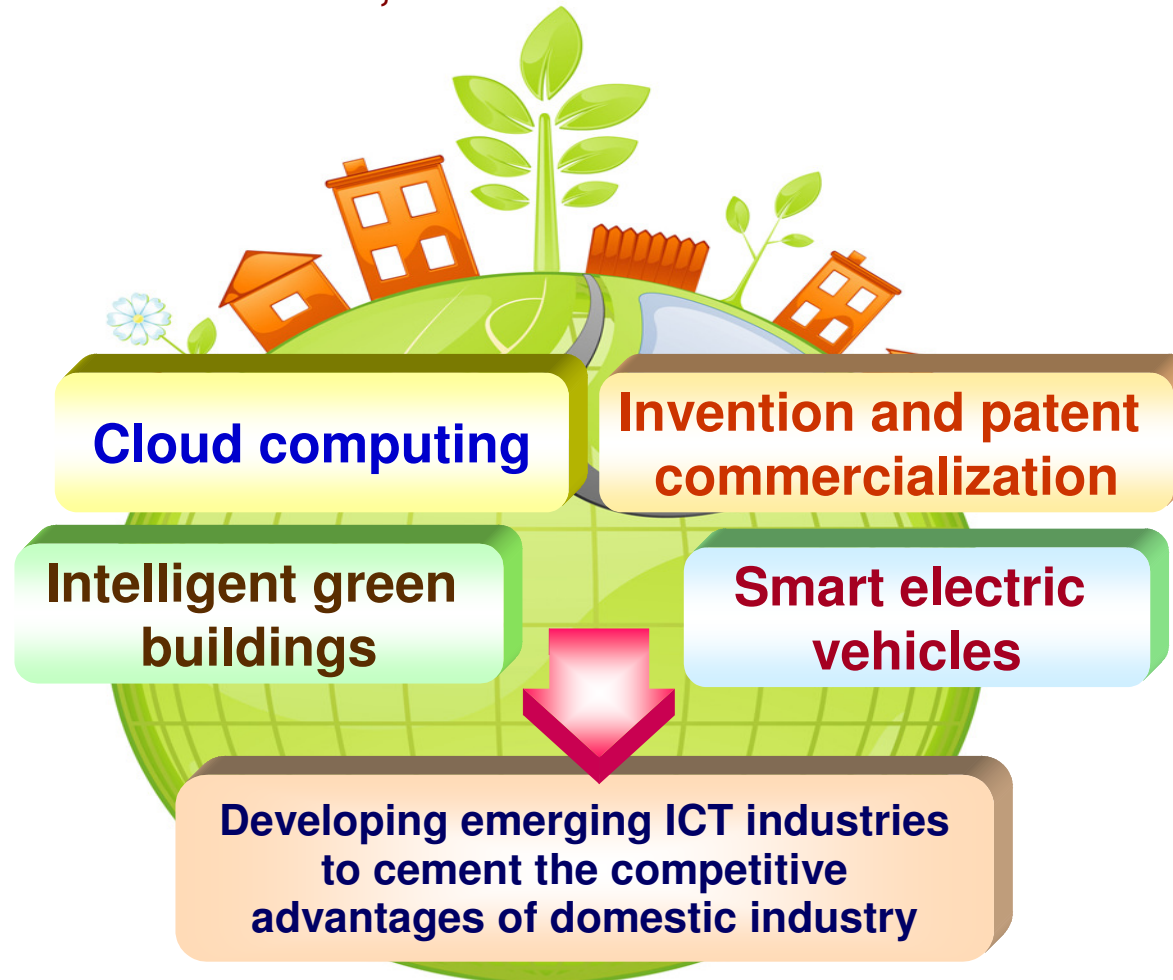 Cloud computing
Invention and patent
commercialization
Intelligent green
buildings
Smart electric
vehicles
Developing emerging ICT industries
to cement the competitive
advantages of domestic industry